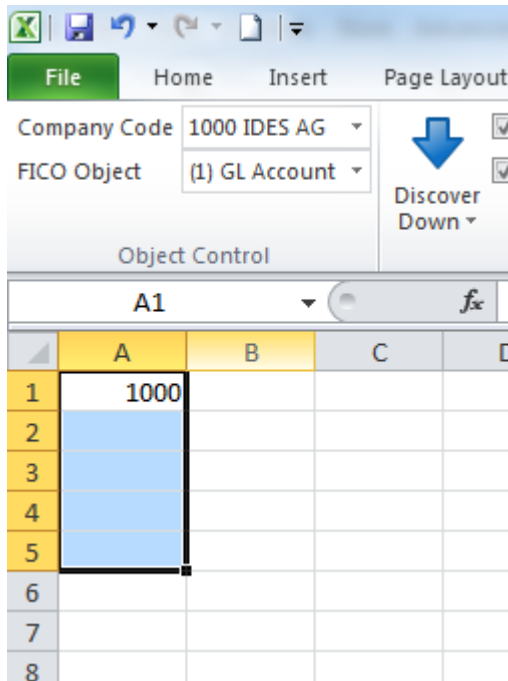 File Home Insert Page Layout
Company Code 1000 IDES AG
FICO Object (1) GL Account
Discover
Down
Object Control
A1 fx
A B C
1 1000
2
3
4
5
6
7
8